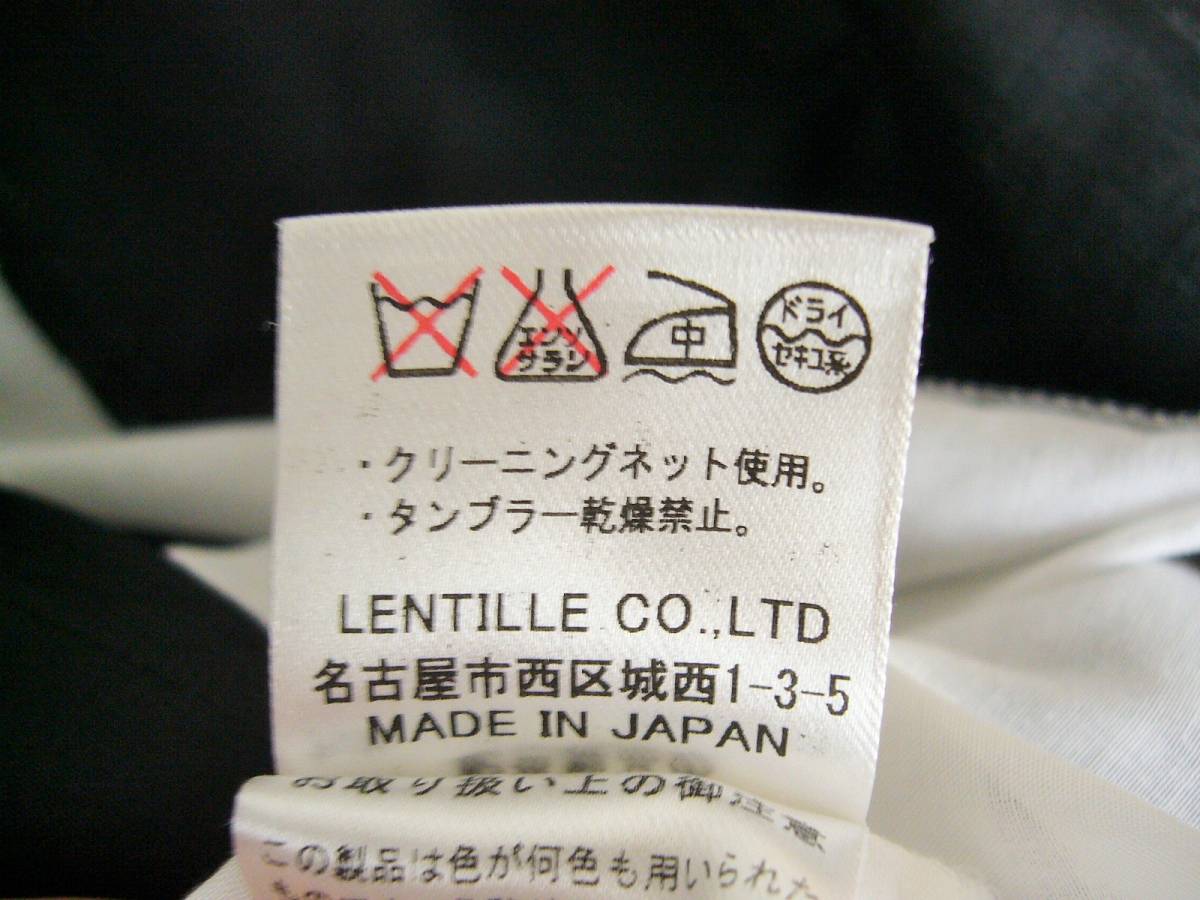 エンソ
サラシ
中
ドライ
セキユ系
・クリーニングネット使用。
・タンブラー乾燥禁止。
LENTILLE CO.,LTD
名古屋市西区城西1-3-5
MADE IN JAPAN
お取り扱い上の御注意
この製品は色が何色も用いられた